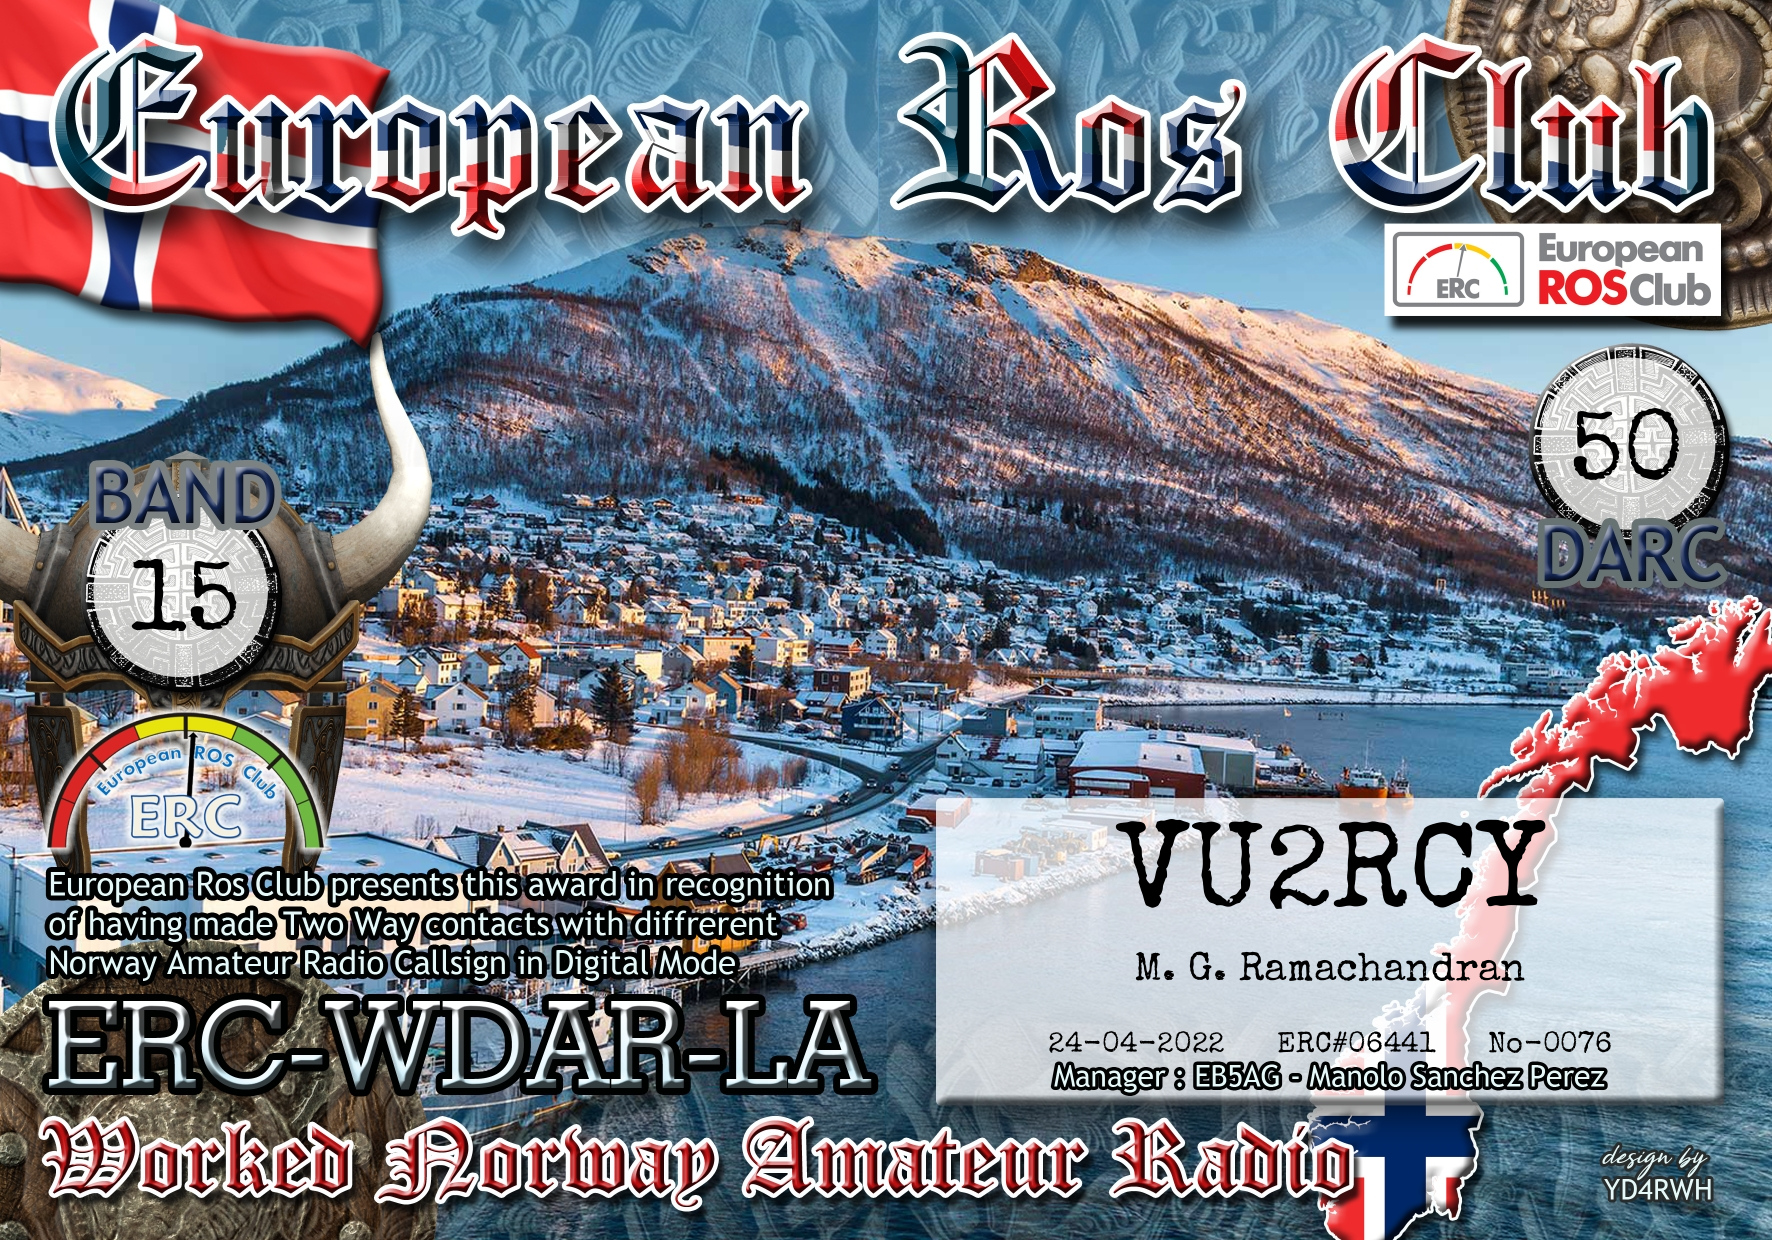 European Ros Club
ERC
European
ROSClub
50
DARC
BAND
15
European ROS Club
ERC
European Ros Club presents this award in recognition
of having made Two Way contacts with diffrerent
Norway Amateur Radio Callsign in Digital Mode
ERC-WDAR-LA
Worked Norway Amateur Radio
VU2RCY
M. G. Ramachandran
24-04-2022 ERC#06441 No-0076
Manager : EB5AG - Manolo Sanchez Perez
design by
YD4RWH